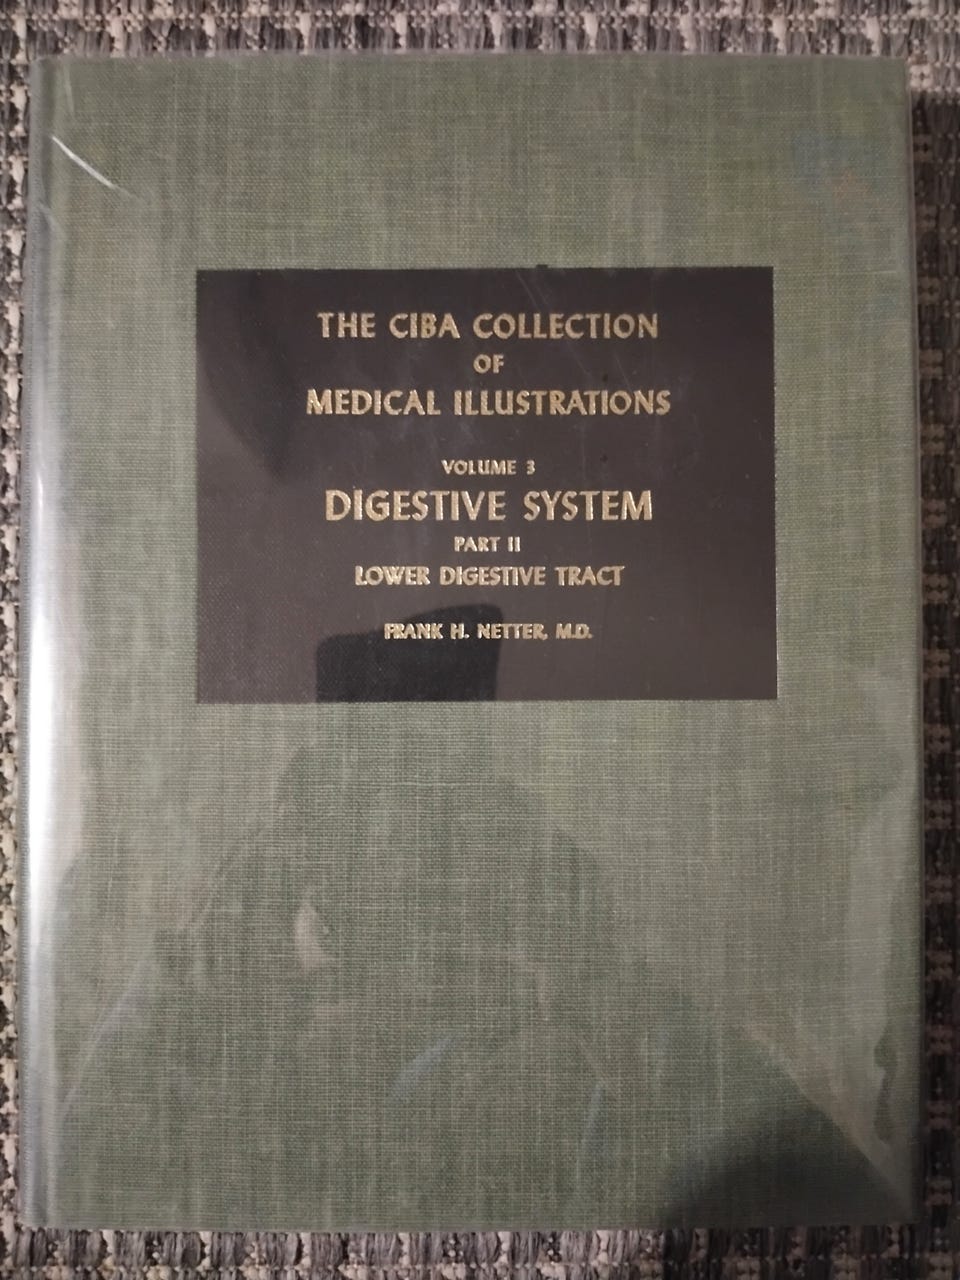 THE CIBA COLLECTION
OF
MEDICAL ILLUSTRATIONS
VOLUME 3
DIGESTIVE SYSTEM
PART II
LOWER DIGESTIVE TRACT
FRANK H. NETTER, M.D.